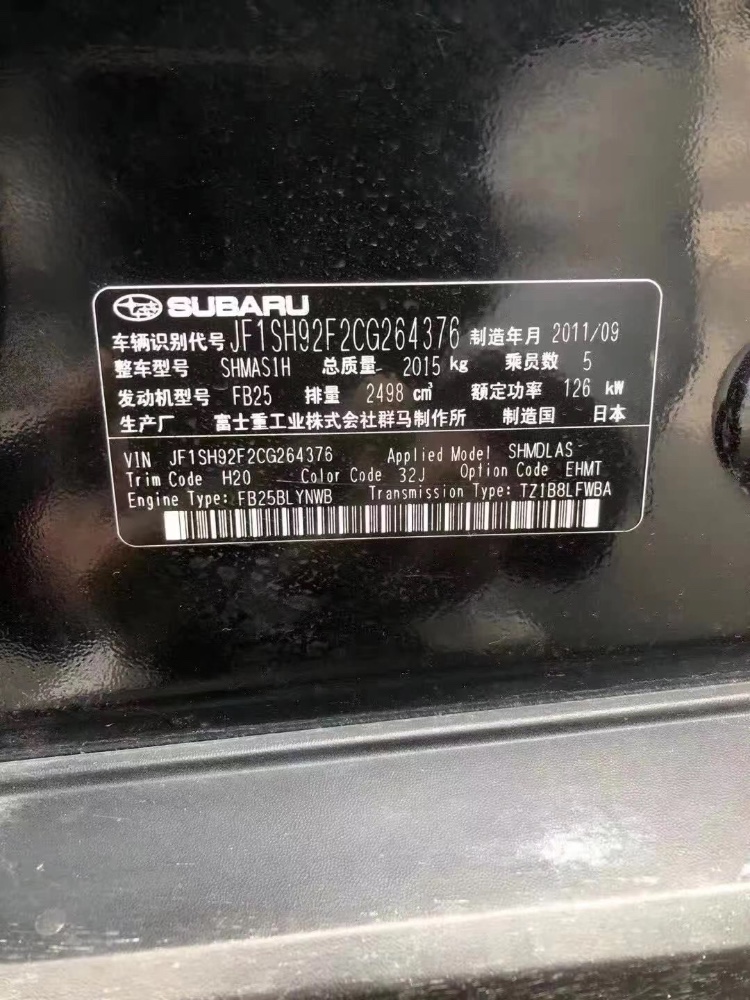 SUBARU
车辆识别代号 JF1SH92F2CG264376 制造年月 2011/09
整车型号 SHMAS1H 总质量 2015 kg 乘员数 5
发动机型号 FB25 排量 2498 cm³ 额定功率 126 kW
生产厂 富士重工业株式会社群马制作所 制造国 日本
VIN JF1SH92F2CG264376 Applied Model SHMDLAS
Trim Code H20 Color Code 32J Option Code EHMT
Engine Type: FB25BLYNWB Transmission Type: TZ1B8LFWBA